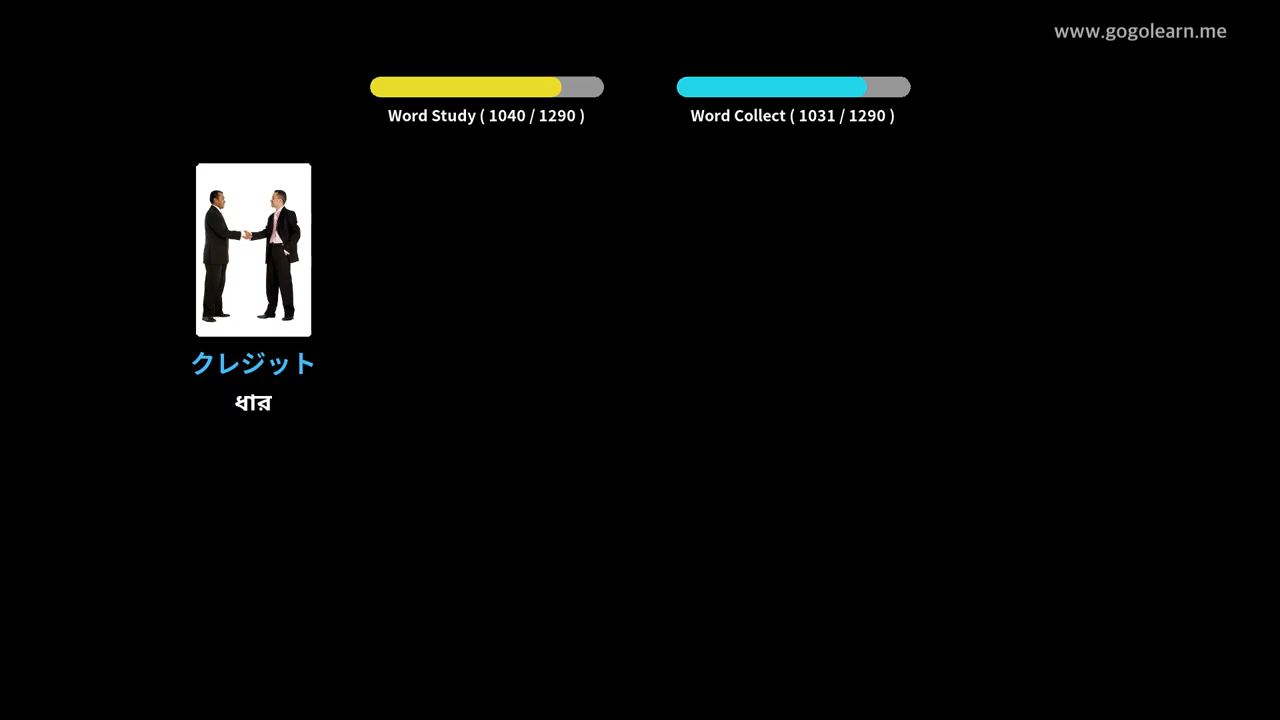 www.gogolearn.me
Word Study ( 1040 / 1290 )
Word Collect ( 1031 / 1290 )
クレジット
ধার